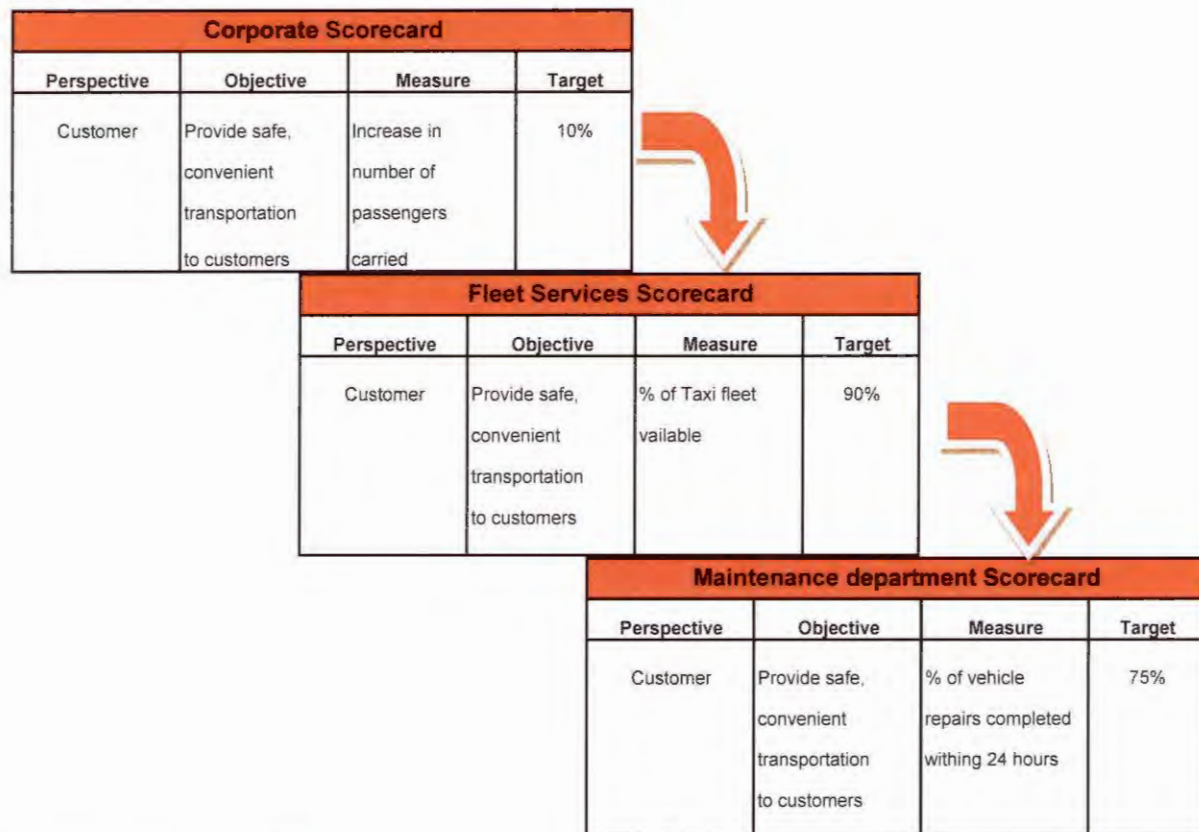 Corporate Scorecard
Perspective Objective Measure Target
Customer Provide safe, Increase in 10%
convenient number of
transportation passengers
to customers carried
Fleet Services Scorecard
Perspective Objective Measure Target
Customer Provide safe, % of Taxi fleet 90%
convenient vailable
transportation
to customers
Maintenance department Scorecard
Perspective Objective Measure Target
Customer Provide safe, % of vehicle 75%
convenient repairs completed
transportation withing 24 hours
to customers